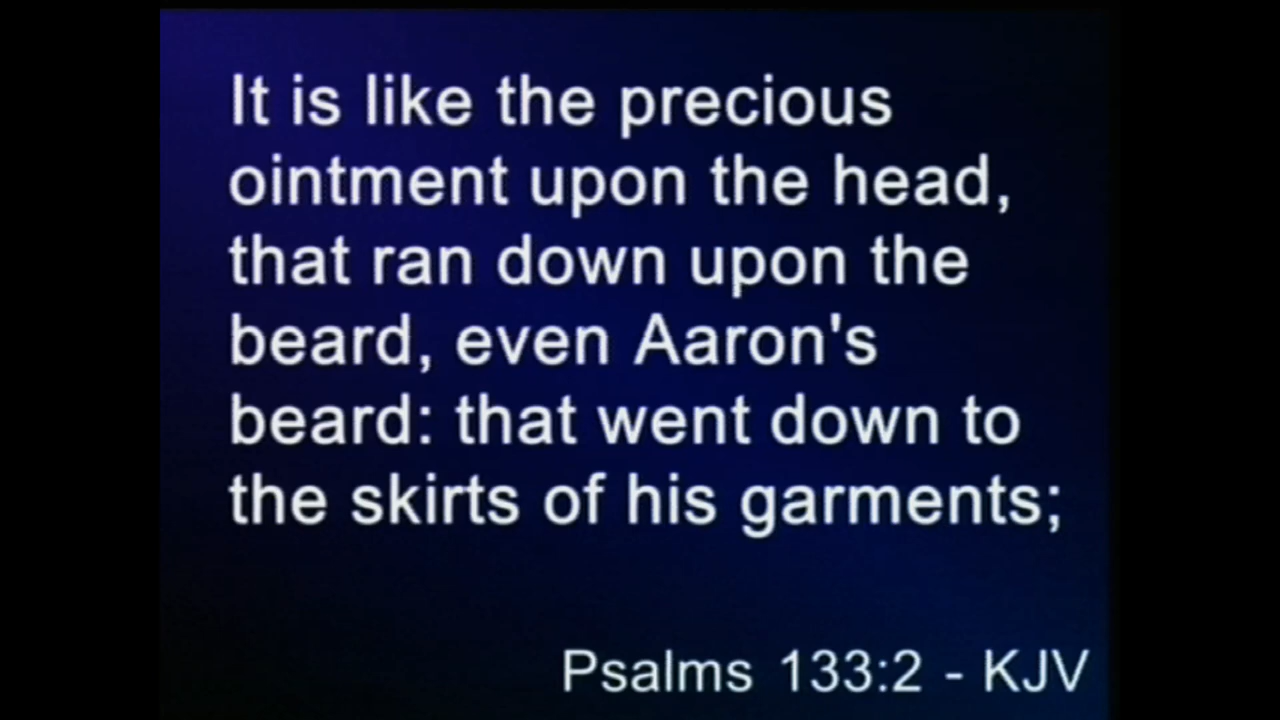 It is like the precious
ointment upon the head,
that ran down upon the
beard, even Aaron's
beard: that went down to
the skirts of his garments;
Psalms 133:2 - KJV